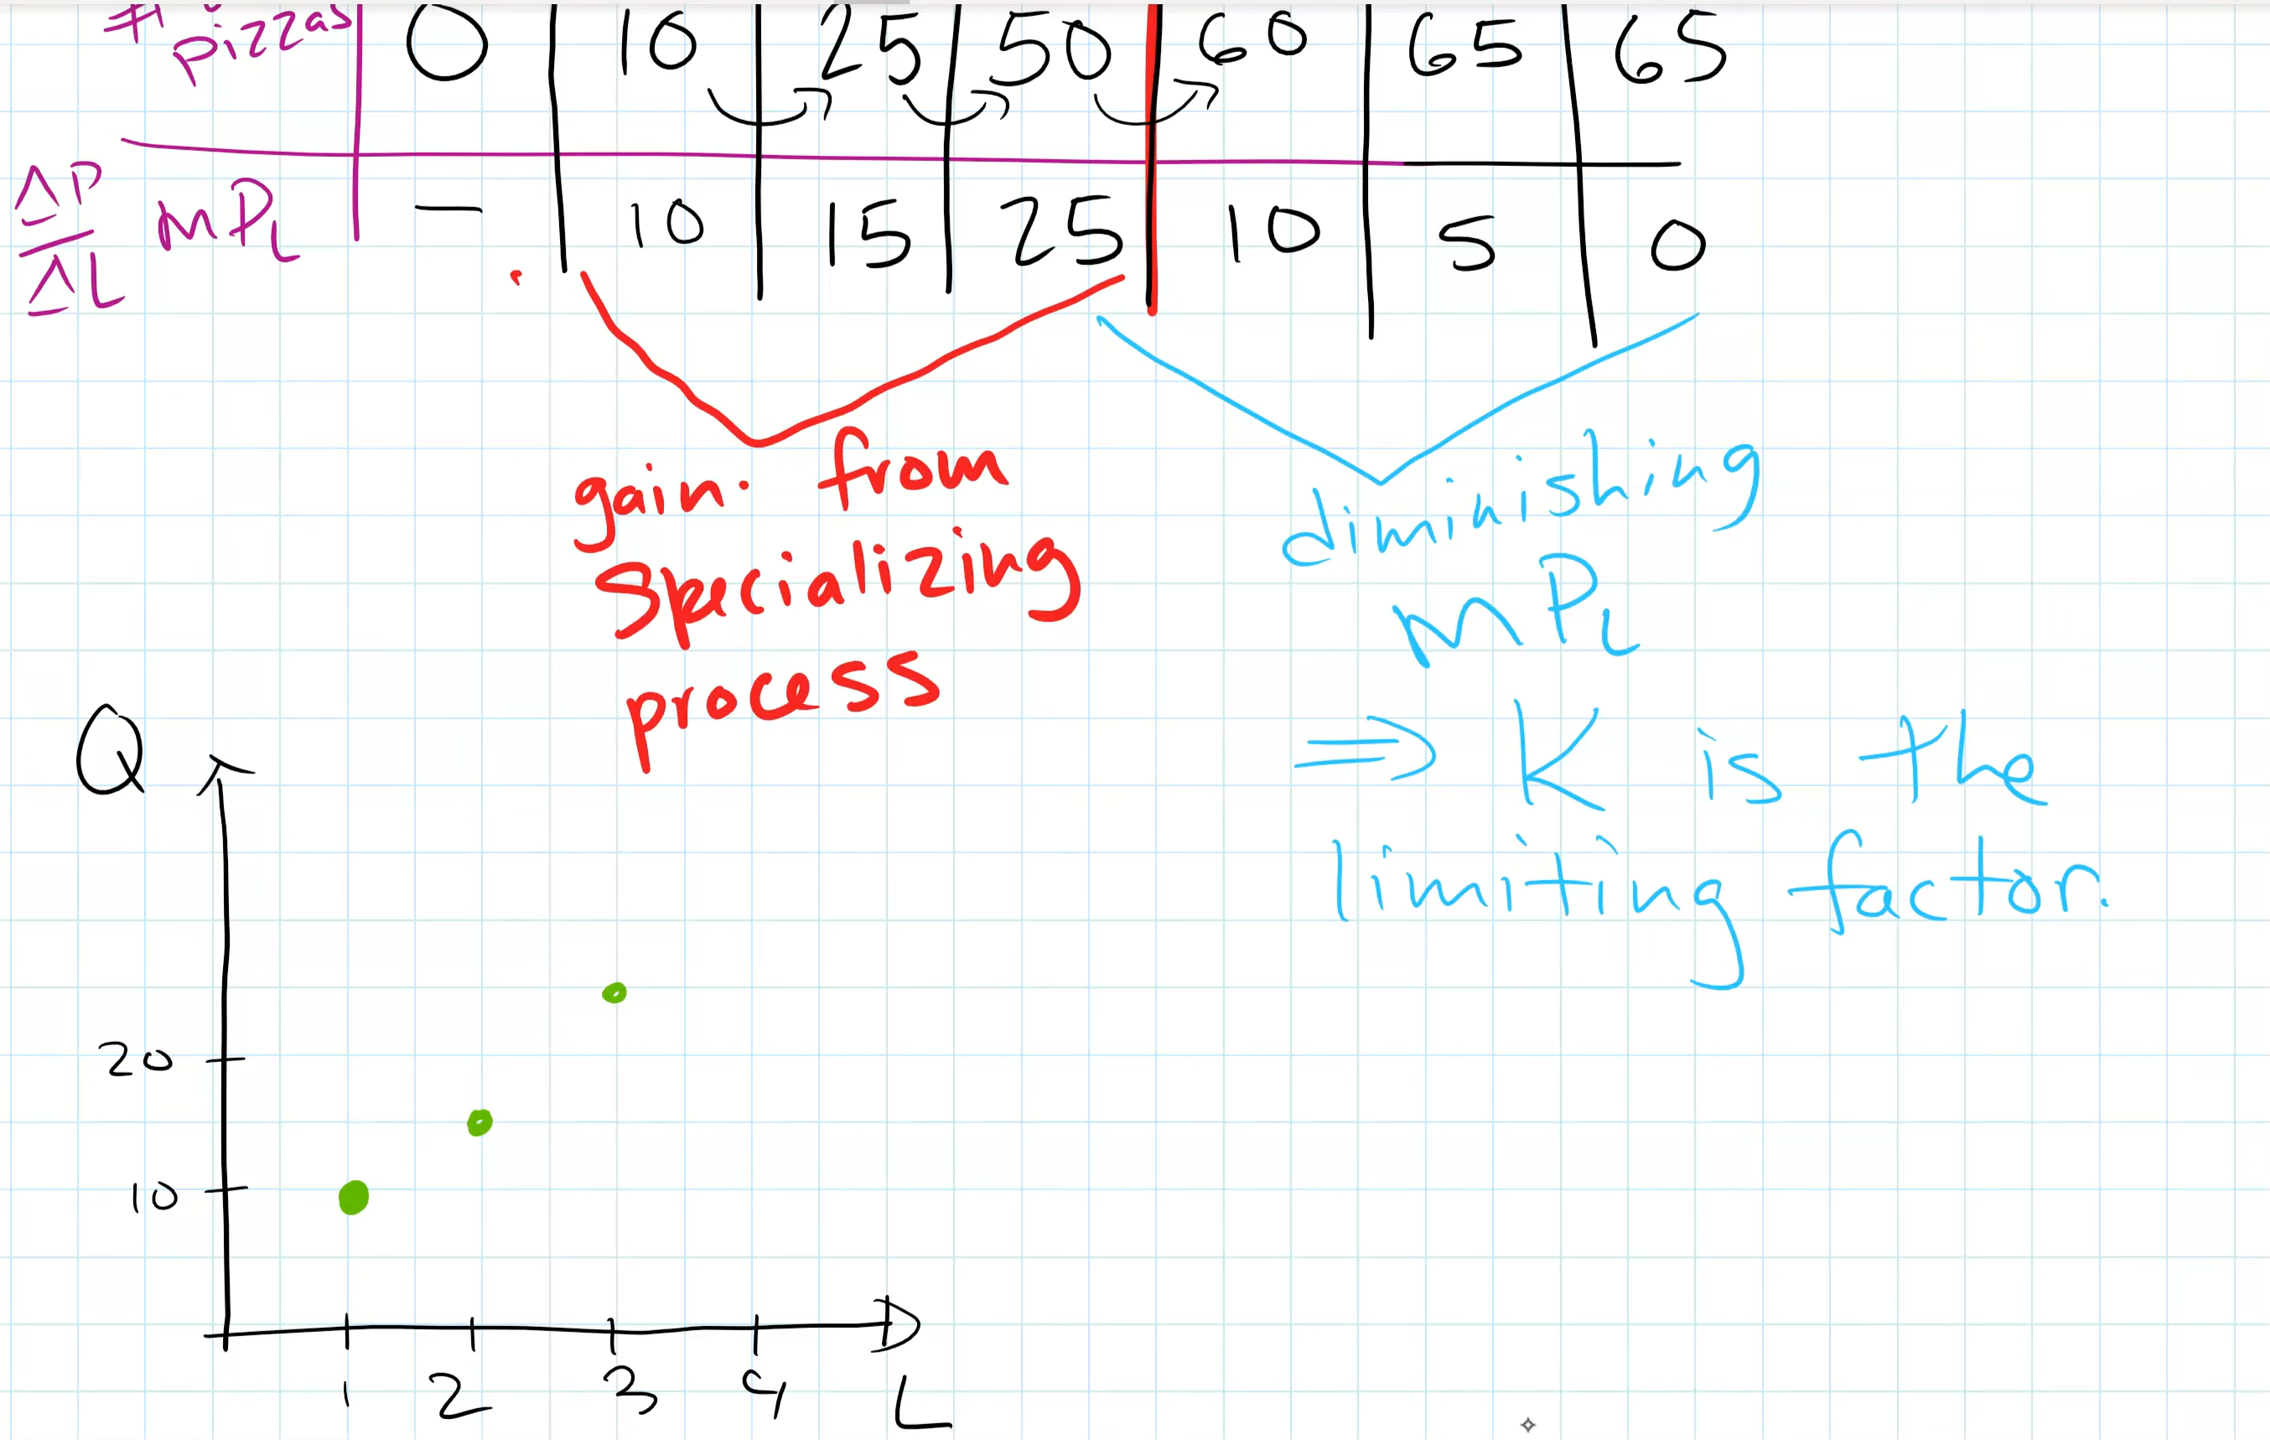 # pizzas 0 10 25 50 60 65 65
ΔP/ΔL MPL — 10 15 25 10 5 0
gain from
Specializing
process
diminishing
MPL
⇒ K is the
limiting factor.
Q
20
10
1 2 3 4 L